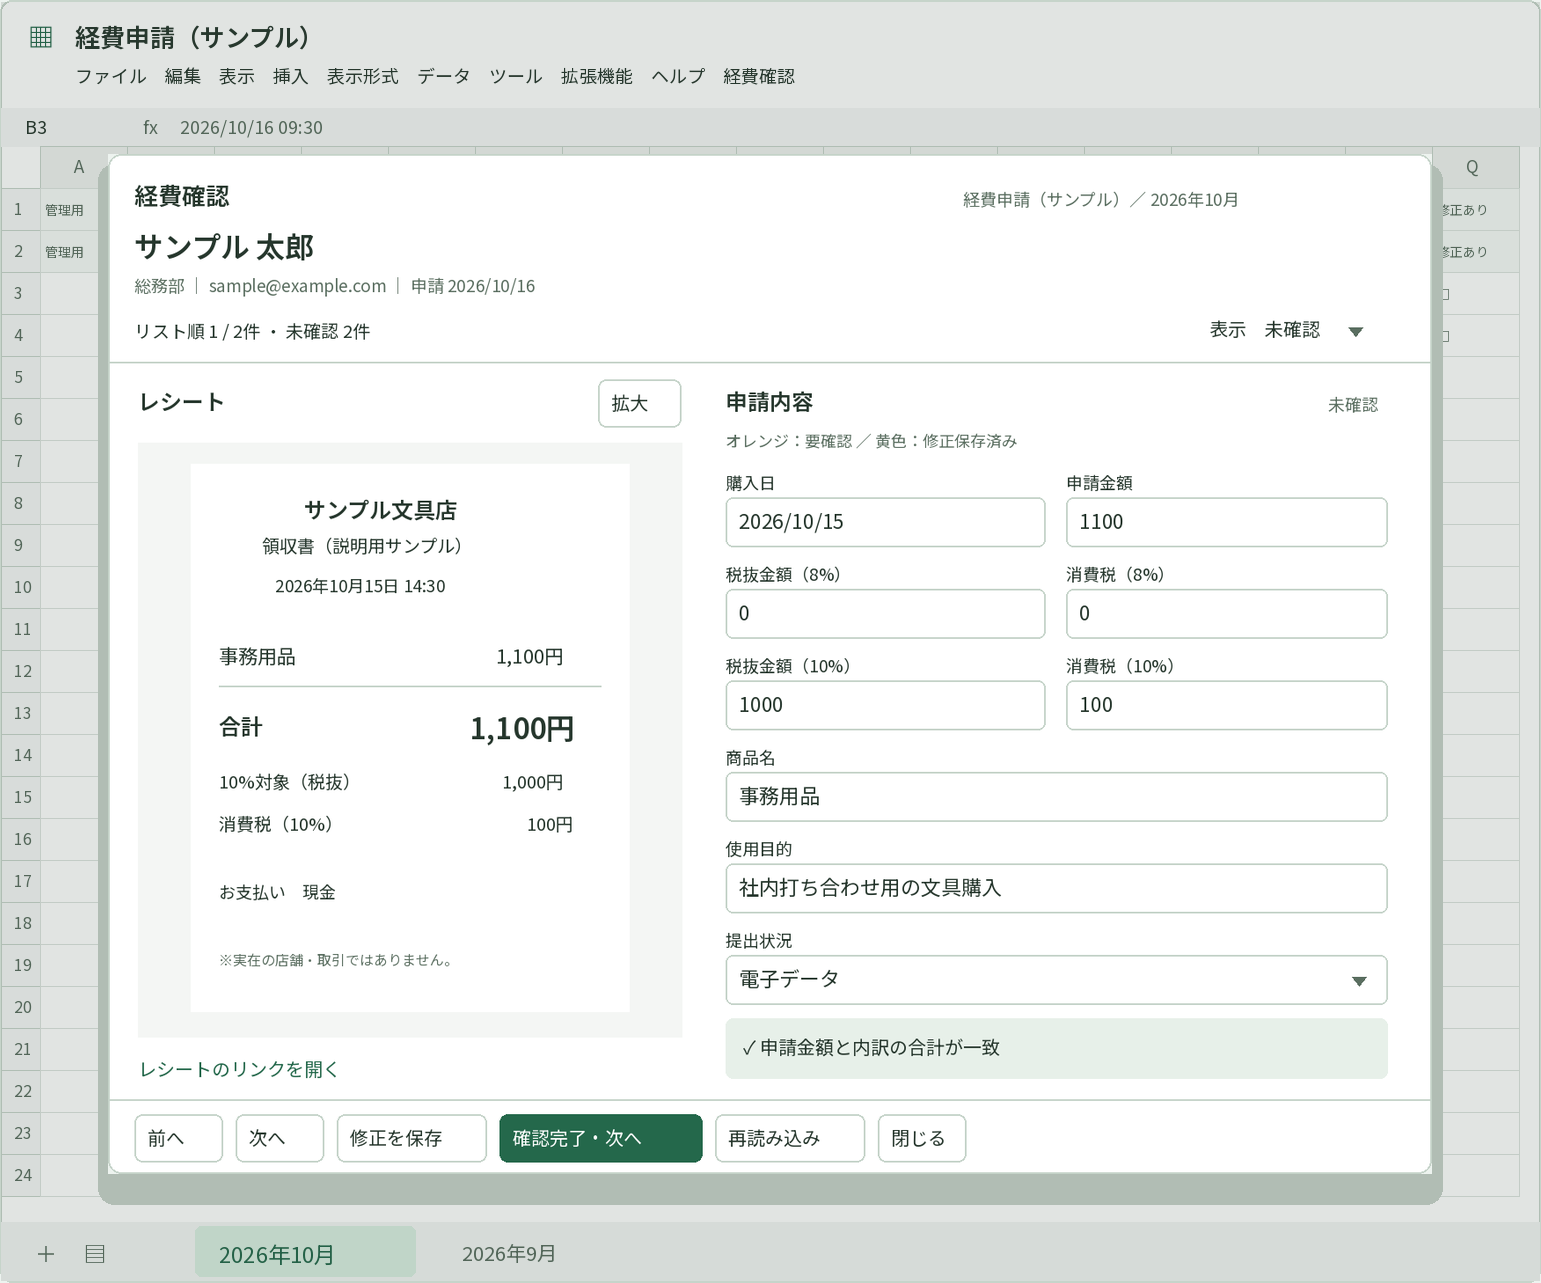 経費申請（サンプル）
ファイル 編集 表示 挿入 表示形式 データ ツール 拡張機能 ヘルプ 経費確認
B3 fx 2026/10/16 09:30
A Q
経費確認 経費申請（サンプル）／ 2026年10月
サンプル 太郎
総務部 ｜ sample@example.com ｜ 申請 2026/10/16
リスト順 1 / 2件 ・ 未確認 2件 表示 未確認 ▼
1 管理用 修正あり
2 管理用 修正あり
3
4
5
6
7
8
9
10
11
12
13
14
15
16
17
18
19
20
21
22
23
24
レシート 拡大
サンプル文具店
領収書（説明用サンプル）
2026年10月15日 14:30
事務用品 1,100円
合計 1,100円
10%対象（税抜） 1,000円
消費税（10%） 100円
お支払い 現金
※実在の店舗・取引ではありません。
レシートのリンクを開く
申請内容 未確認
オレンジ：要確認 ／ 黄色：修正保存済み
購入日 申請金額
2026/10/15 1100
税抜金額（8%） 消費税（8%）
0 0
税抜金額（10%） 消費税（10%）
1000 100
商品名
事務用品
使用目的
社内打ち合わせ用の文具購入
提出状況
電子データ ▼
✓ 申請金額と内訳の合計が一致
前へ 次へ 修正を保存 確認完了・次へ 再読み込み 閉じる
2026年10月 2026年9月